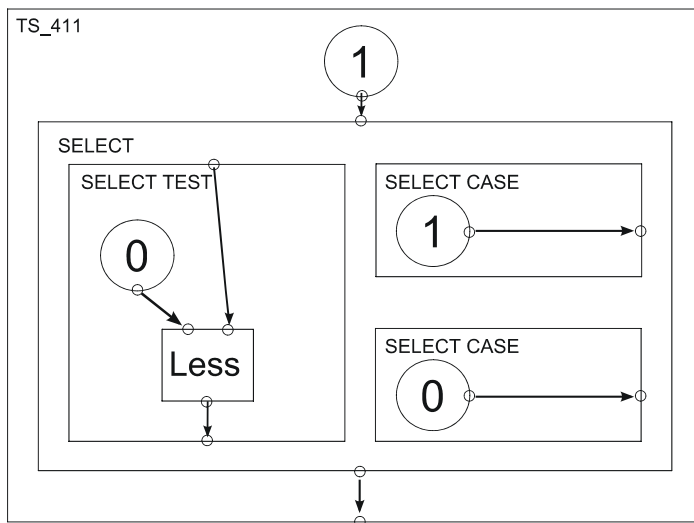 TS_411
1
SELECT
SELECT TEST
0
Less
SELECT CASE
1
SELECT CASE
0